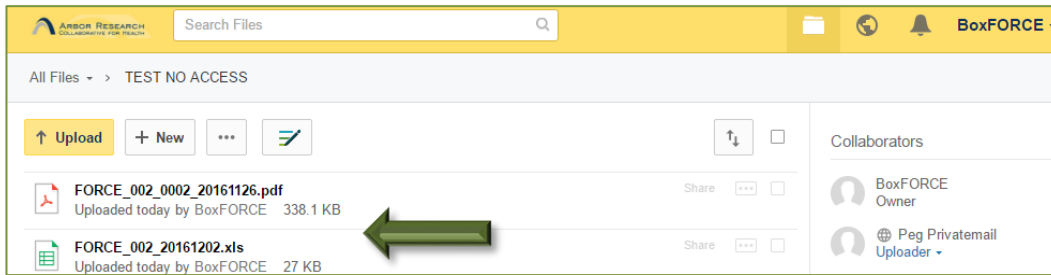 ARBOR RESEARCH
COLLABORATIVE FOR HEALTH
Search Files
BoxFORCE
All Files > TEST NO ACCESS
Upload
+ New
Collaborators
FORCE_002_0002_20161126.pdf
Share
Uploaded today by BoxFORCE 338.1 KB
BoxFORCE
Owner
FORCE_002_20161202.xls
Share
Uploaded today by BoxFORCE 27 KB
Peg Privatemail
Uploader